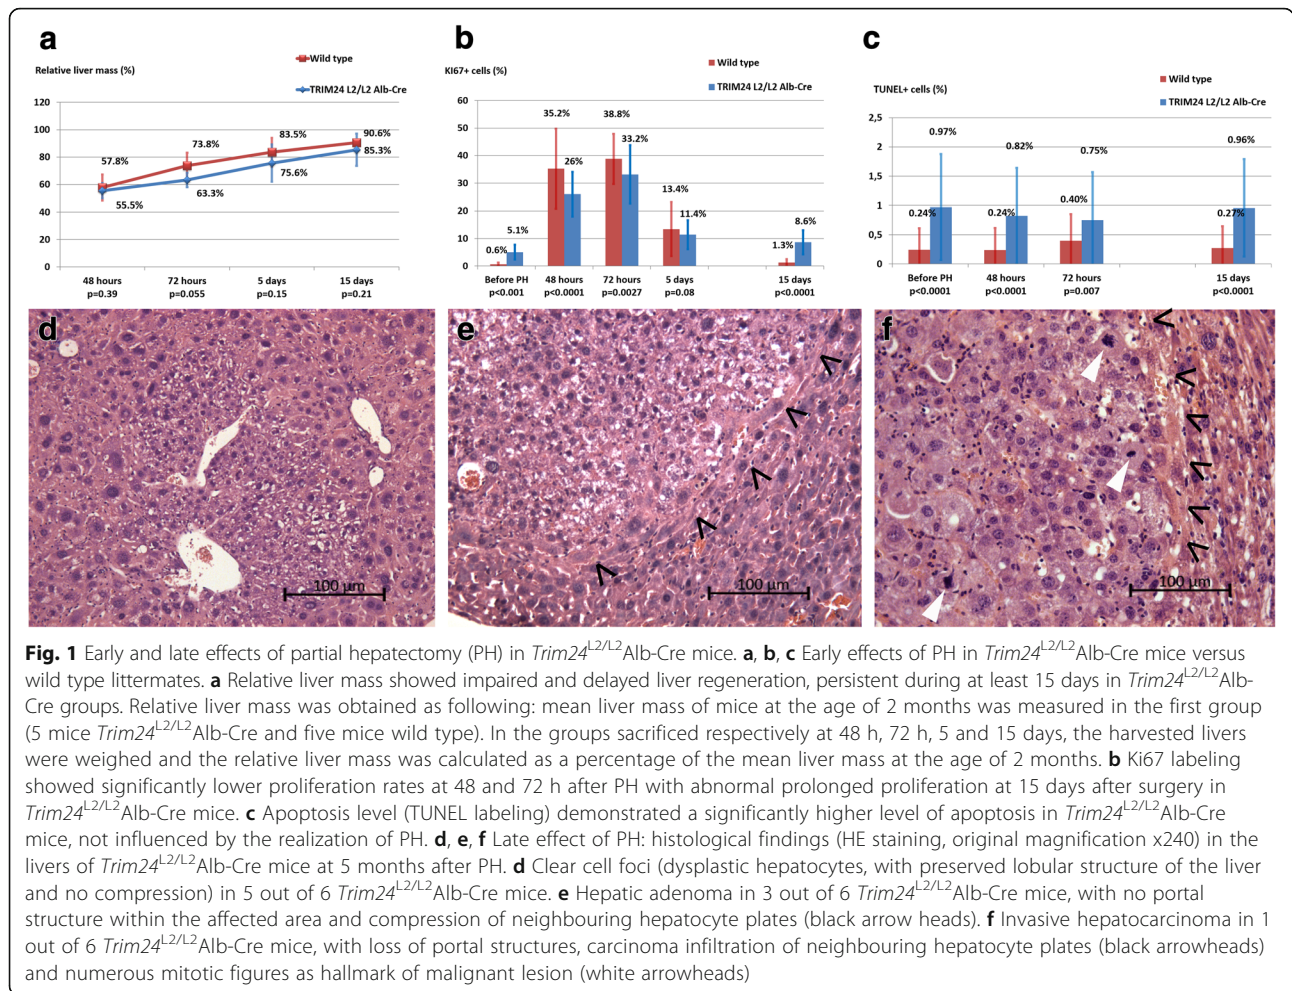 a
Relative liver mass (%)
Wild type
TRIM24 L2/L2 Alb-Cre
120
100
80
60
40
20
0
57.8%
73.8%
83.5%
90.6%
55.5%
63.3%
75.6%
85.3%
48 hours
p=0.39
72 hours
p=0.055
5 days
p=0.15
15 days
p=0.21
b
KI67+ cells (%)
Wild type
TRIM24 L2/L2 Alb-Cre
60
50
40
30
20
10
0
0.6%
5.1%
35.2%
26%
38.8%
33.2%
13.4%
11.4%
1.3%
8.6%
Before PH
p<0.001
48 hours
p<0.0001
72 hours
p=0.0027
5 days
p=0.08
15 days
p<0.0001
c
TUNEL+ cells (%)
Wild type
TRIM24 L2/L2 Alb-Cre
2,5
2
1,5
1
0,5
0
0.24%
0.97%
0.24%
0.82%
0.40%
0.75%
0.27%
0.96%
Before PH
p<0.0001
48 hours
p<0.0001
72 hours
p=0.007
15 days
p<0.0001
d
100 µm
e
100 µm
f
100 µm
Fig. 1 Early and late effects of partial hepatectomy (PH) in Trim24L2/L2Alb-Cre mice. a, b, c Early effects of PH in Trim24L2/L2Alb-Cre mice versus
wild type littermates. a Relative liver mass showed impaired and delayed liver regeneration, persistent during at least 15 days in Trim24L2/L2Alb-
Cre groups. Relative liver mass was obtained as following: mean liver mass of mice at the age of 2 months was measured in the first group
(5 mice Trim24L2/L2Alb-Cre and five mice wild type). In the groups sacrificed respectively at 48 h, 72 h, 5 and 15 days, the harvested livers
were weighed and the relative liver mass was calculated as a percentage of the mean liver mass at the age of 2 months. b Ki67 labeling
showed significantly lower proliferation rates at 48 and 72 h after PH with abnormal prolonged proliferation at 15 days after surgery in
Trim24L2/L2Alb-Cre mice. c Apoptosis level (TUNEL labeling) demonstrated a significantly higher level of apoptosis in Trim24L2/L2Alb-Cre
mice, not influenced by the realization of PH. d, e, f Late effect of PH: histological findings (HE staining, original magnification x240) in the
livers of Trim24L2/L2Alb-Cre mice at 5 months after PH. d Clear cell foci (dysplastic hepatocytes, with preserved lobular structure of the liver
and no compression) in 5 out of 6 Trim24L2/L2Alb-Cre mice. e Hepatic adenoma in 3 out of 6 Trim24L2/L2Alb-Cre mice, with no portal
structure within the affected area and compression of neighbouring hepatocyte plates (black arrow heads). f Invasive hepatocarcinoma in 1
out of 6 Trim24L2/L2Alb-Cre mice, with loss of portal structures, carcinoma infiltration of neighbouring hepatocyte plates (black arrowheads)
and numerous mitotic figures as hallmark of malignant lesion (white arrowheads)